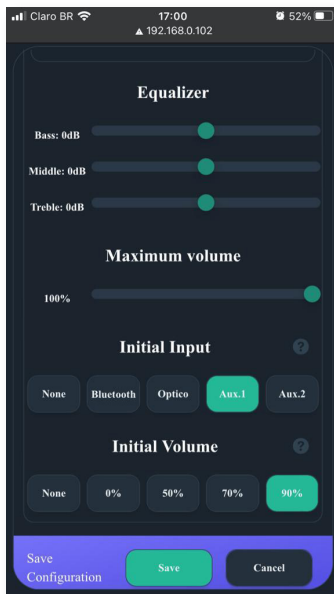 Claro BR 17:00 52%
192.168.0.102
Equalizer
Bass: 0dB
Middle: 0dB
Treble: 0dB
Maximum volume
100%
Initial Input ?
None Bluetooth Optico Aux.1 Aux.2
Initial Volume ?
None 0% 50% 70% 90%
Save
Configuration
Save Cancel